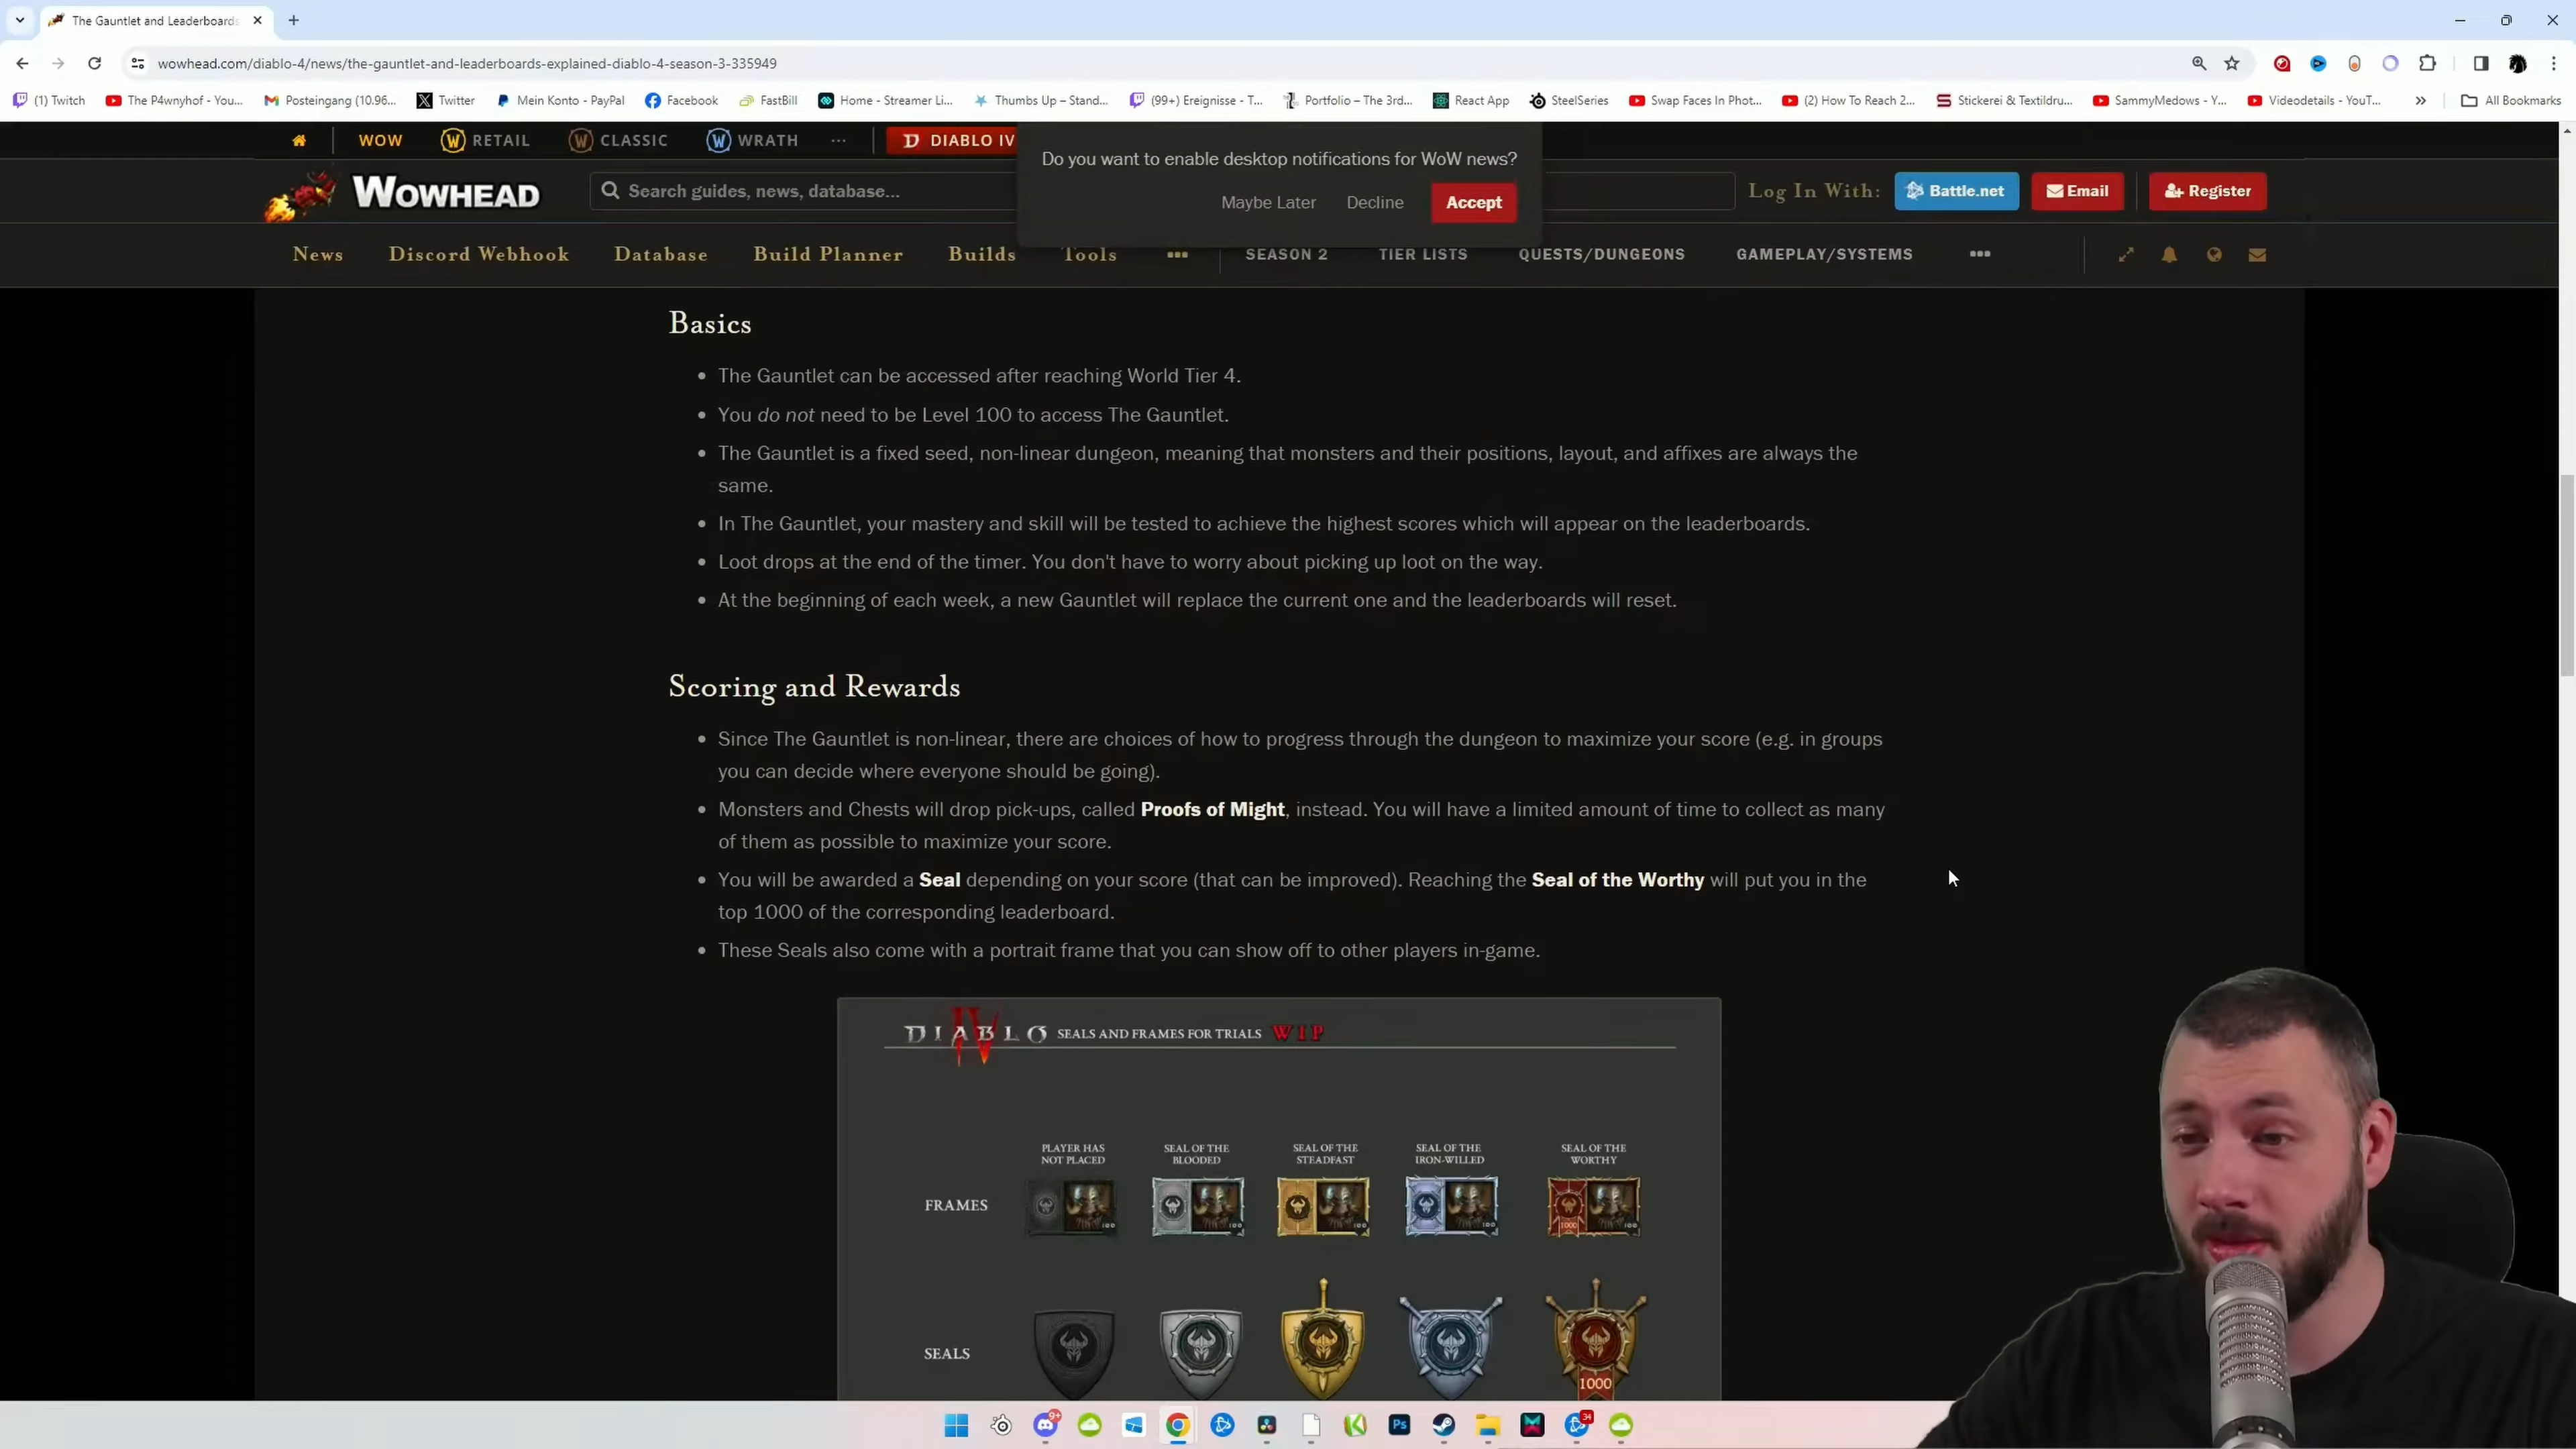 The Gauntlet and Leaderboards
wowhead.com/diablo-4/news/the-gauntlet-and-leaderboards-explained-diablo-4-season-3-335949
(1) Twitch
The P4wnyhof - You...
Posteingang (10.96...
Twitter
Mein Konto - PayPal
Facebook
FastBill
Home - Streamer Li...
Thumbs Up – Stand...
(99+) Ereignisse - T...
Portfolio – The 3rd...
React App
SteelSeries
Swap Faces In Phot...
(2) How To Reach 2...
Stickerei & Textildru...
SammyMedows - Y...
Videodetails - YouT...
All Bookmarks
WOW
RETAIL
CLASSIC
WRATH
DIABLO IV
Do you want to enable desktop notifications for WoW news?
Maybe Later
Decline
Accept
WOWHEAD
Search guides, news, database...
Log In With:
Battle.net
Email
Register
News
Discord Webhook
Database
Build Planner
Builds
Tools
SEASON 2
TIER LISTS
QUESTS/DUNGEONS
GAMEPLAY/SYSTEMS
Basics
The Gauntlet can be accessed after reaching World Tier 4.
You do not need to be Level 100 to access The Gauntlet.
The Gauntlet is a fixed seed, non-linear dungeon, meaning that monsters and their positions, layout, and affixes are always the
same.
In The Gauntlet, your mastery and skill will be tested to achieve the highest scores which will appear on the leaderboards.
Loot drops at the end of the timer. You don't have to worry about picking up loot on the way.
At the beginning of each week, a new Gauntlet will replace the current one and the leaderboards will reset.
Scoring and Rewards
Since The Gauntlet is non-linear, there are choices of how to progress through the dungeon to maximize your score (e.g. in groups
you can decide where everyone should be going).
Monsters and Chests will drop pick-ups, called Proofs of Might, instead. You will have a limited amount of time to collect as many
of them as possible to maximize your score.
You will be awarded a Seal depending on your score (that can be improved). Reaching the Seal of the Worthy will put you in the
top 1000 of the corresponding leaderboard.
These Seals also come with a portrait frame that you can show off to other players in-game.
DIABLO IV SEALS AND FRAMES FOR TRIALS WIP
PLAYER HAS
NOT PLACED
SEAL OF THE
BLOODED
SEAL OF THE
STEADFAST
SEAL OF THE
IRON-WILLED
SEAL OF THE
WORTHY
FRAMES
100
100
100
100
1000
100
SEALS
1000
9+
Ps
34